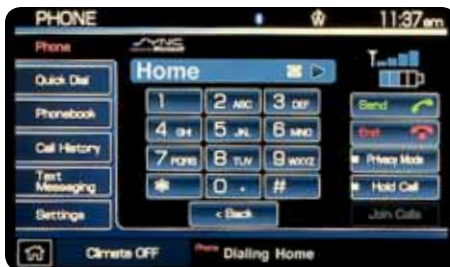 PHONE 11:37 am
Phone
SYNC
Quick Dial
Home
Phonebook
1 2 ABC 3 DEF
Send
Call History
4 GHI 5 JKL 6 MNO
End
Text Messaging
7 PQRS 8 TUV 9 WXYZ
Privacy Mode
* 0 + #
Hold Call
Settings
< Back
Join Calls
Climate OFF
Phone Dialing Home